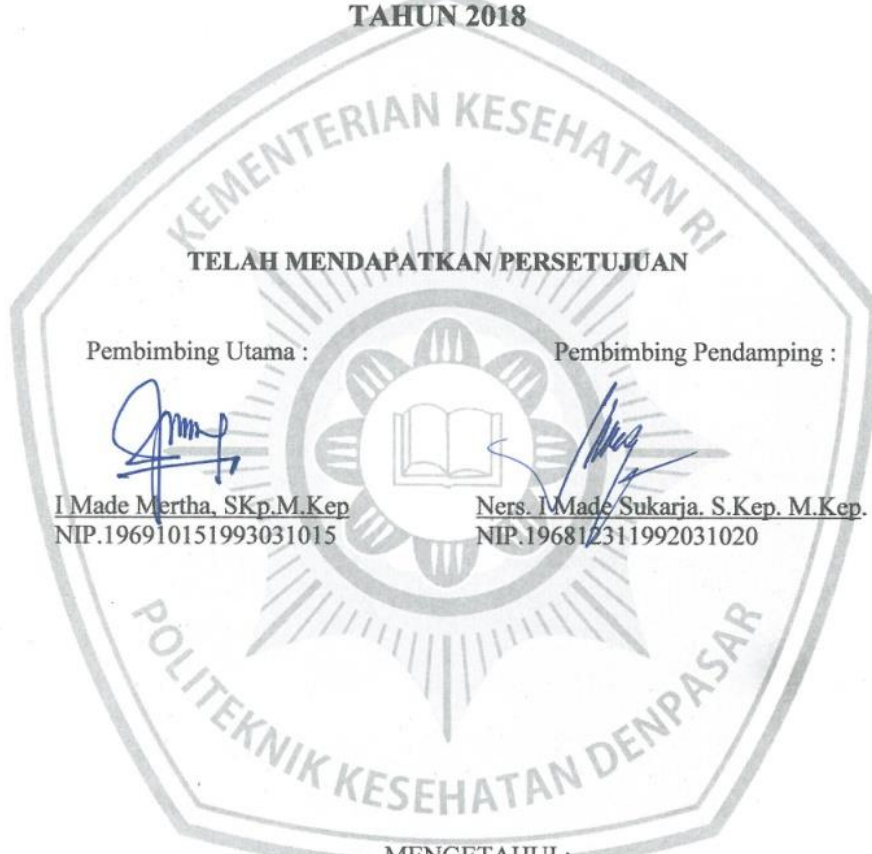 TAHUN 2018
KEMENTERIAN KESEHATAN RI
TELAH MENDAPATKAN PERSETUJUAN
Pembimbing Utama :
Pembimbing Pendamping :
I Made Mertha, SKp.M.Kep
NIP.196910151993031015
Ners. I Made Sukarja. S.Kep. M.Kep.
NIP.196812311992031020
POLITEKNIK KESEHATAN DENPASAR
MENGETAHUI :